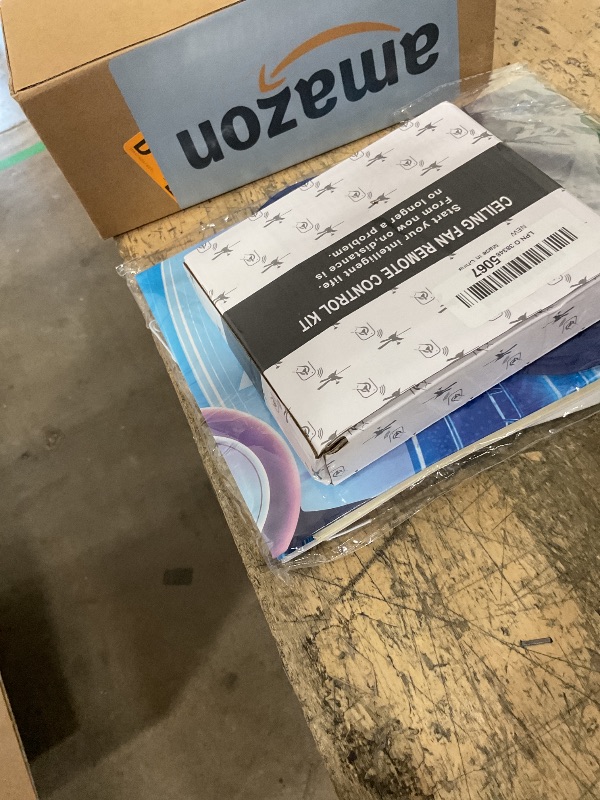 amazon
CEILING FAN REMOTE CONTROL KIT
Start your intelligent life.
From now on distance is
no longer a problem.
NEW
Made in China